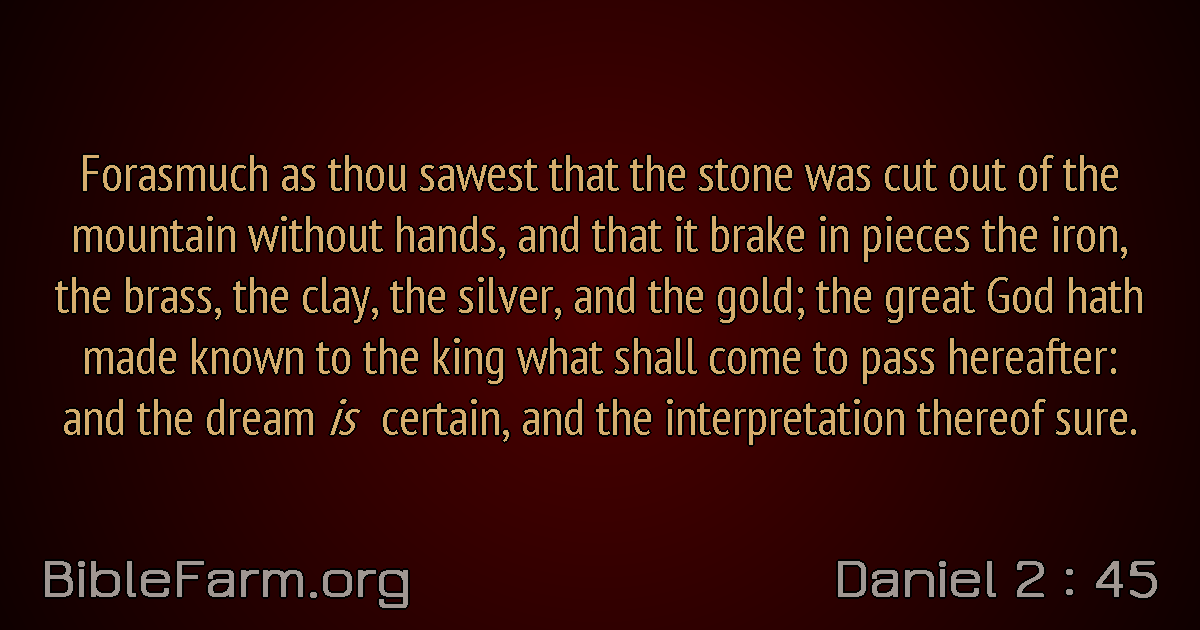 Forasmuch as thou sawest that the stone was cut out of the
mountain without hands, and that it brake in pieces the iron,
the brass, the clay, the silver, and the gold; the great God hath
made known to the king what shall come to pass hereafter:
and the dream is certain, and the interpretation thereof sure.
BibleFarm.org
Daniel 2 : 45